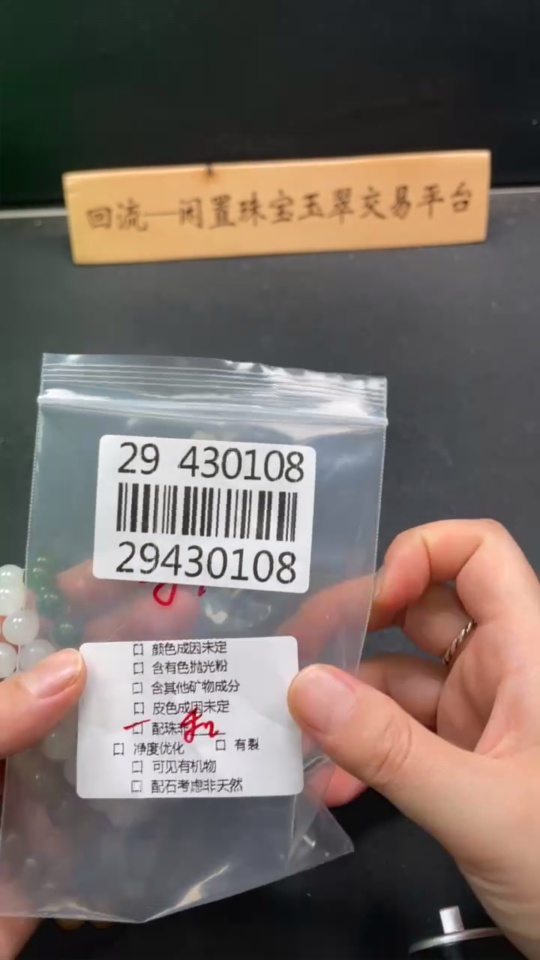 回流—闲置珠宝玉翠交易平台
29 430108
29430108
☐ 颜色成因未定
☐ 含有色抛光粉
☐ 含其他矿物成分
☐ 皮色成因未定
☐ 配珠
☐ 净度优化 ☐ 有裂
☐ 可见有机物
☐ 配石考虑非天然